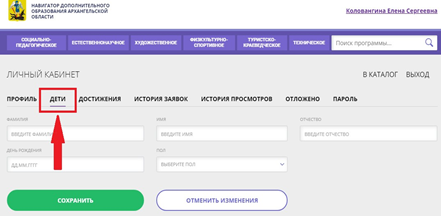 НАВИГАТОР ДОПОЛНИТЕЛЬНОГО
ОБРАЗОВАНИЯ АРХАНГЕЛЬСКОЙ
ОБЛАСТИ
Коловангина Елена Сергеевна
СОЦИАЛЬНО-ПЕДАГОГИЧЕСКОЕ ЕСТЕСТВЕННОНАУЧНОЕ ХУДОЖЕСТВЕННОЕ ФИЗКУЛЬТУРНО-СПОРТИВНОЕ ТУРИСТСКО-КРАЕВЕДЧЕСКОЕ ТЕХНИЧЕСКОЕ Поиск программы...
ЛИЧНЫЙ КАБИНЕТ В КАТАЛОГ ВЫХОД
ПРОФИЛЬ ДЕТИ ДОСТИЖЕНИЯ ИСТОРИЯ ЗАЯВОК ИСТОРИЯ ПРОСМОТРОВ ОТЛОЖЕНО ПАРОЛЬ
ФАМИЛИЯ ИМЯ ОТЧЕСТВО
ВВЕДИТЕ ФАМИЛИ ВВЕДИТЕ ИМЯ ВВЕДИТЕ ОТЧЕСТВО
ДЕНЬ РОЖДЕНИЯ ПОЛ
ДД.ММ.ГГГГ ВЫБЕРИТЕ ПОЛ
СОХРАНИТЬ ОТМЕНИТЬ ИЗМЕНЕНИЯ